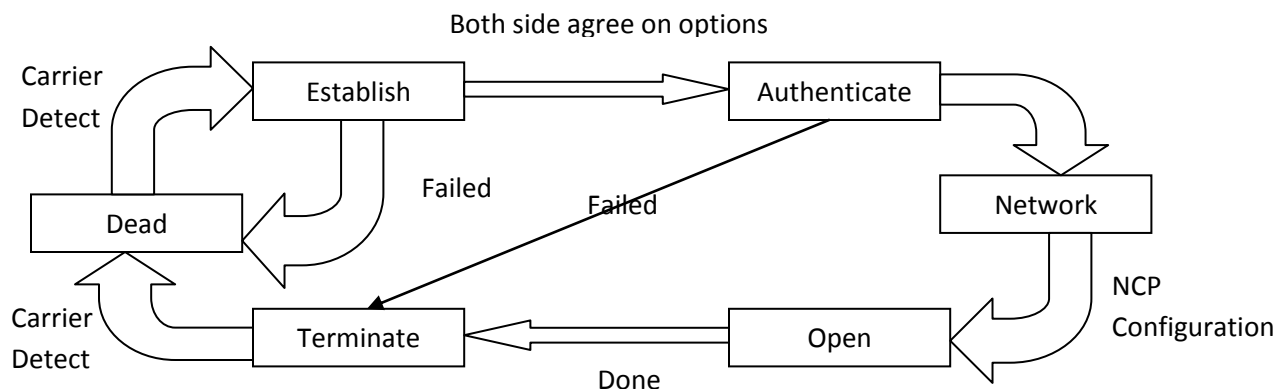 Both side agree on options
Carrier
Detect
Establish
Authenticate
Failed
Failed
Dead
Network
Carrier
Detect
Terminate
Open
NCP
Configuration
Done